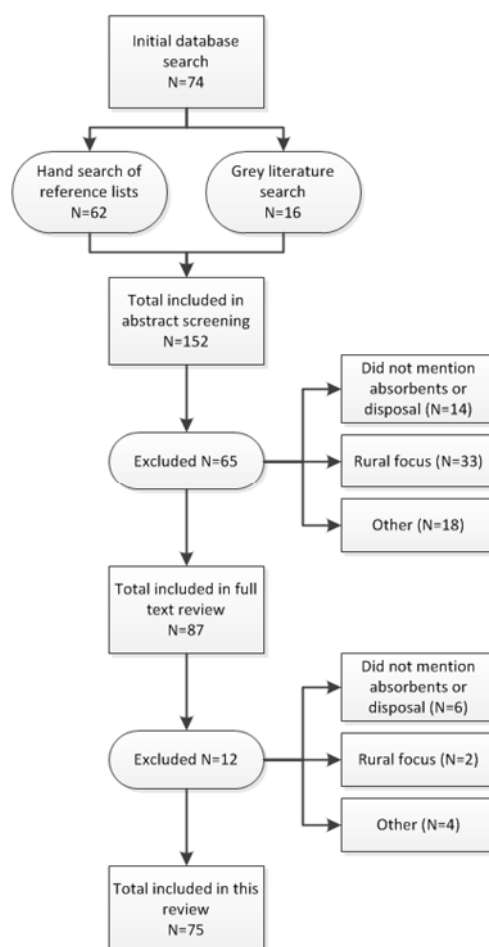 Initial database
search
N=74
Hand search of
reference lists
N=62
Grey literature
search
N=16
Total included in
abstract screening
N=152
Did not mention
absorbents or
disposal (N=14)
Excluded N=65
Rural focus (N=33)
Other (N=18)
Total included in full
text review
N=87
Did not mention
absorbents or
disposal (N=6)
Excluded N=12
Rural focus (N=2)
Other (N=4)
Total included in this
review
N=75